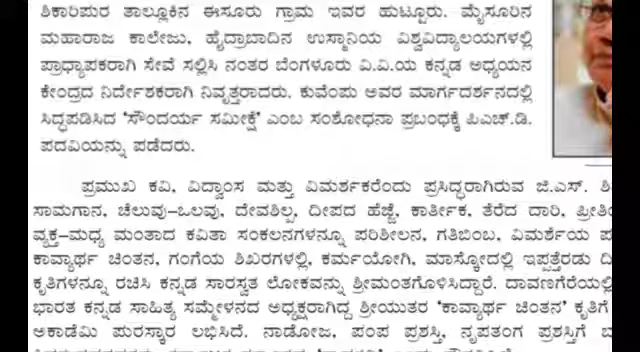 ಶಿಕಾರಿಪುರ ತಾಲ್ಲೂಕಿನ ಈಸೂರು ಗ್ರಾಮ ಇವರ ಹುಟ್ಟೂರು. ಮೈಸೂರಿನ
ಮಹಾರಾಜ ಕಾಲೇಜು, ಹೈದ್ರಾಬಾದಿನ ಉಸ್ಮಾನಿಯ ವಿಶ್ವವಿದ್ಯಾಲಯಗಳಲ್ಲಿ
ಪ್ರಾಧ್ಯಾಪಕರಾಗಿ ಸೇವೆ ಸಲ್ಲಿಸಿ ನಂತರ ಬೆಂಗಳೂರು ವಿ.ವಿ.ಯ ಕನ್ನಡ ಅಧ್ಯಯನ
ಕೇಂದ್ರದ ನಿರ್ದೇಶಕರಾಗಿ ನಿವೃತ್ತರಾದರು. ಕುವೆಂಪು ಅವರ ಮಾರ್ಗದರ್ಶನದಲ್ಲಿ
ಸಿದ್ಧಪಡಿಸಿದ 'ಸೌಂದರ್ಯ ಸಮೀಕ್ಷೆ' ಎಂಬ ಸಂಶೋಧನಾ ಪ್ರಬಂಧಕ್ಕೆ ಪಿಎಚ್.ಡಿ.
ಪದವಿಯನ್ನು ಪಡೆದರು.
ಪ್ರಮುಖ ಕವಿ, ವಿದ್ವಾಂಸ ಮತ್ತು ವಿಮರ್ಶಕರೆಂದು ಪ್ರಸಿದ್ಧರಾಗಿರುವ ಜಿ.ಎಸ್.
ಸಾಮಗಾನ, ಚೆಲುವು-ಒಲವು, ದೇವಶಿಲ್ಪ, ದೀಪದ ಹೆಜ್ಜೆ, ಕಾರ್ತೀಕ, ತೆರೆದ ದಾರಿ,
ವ್ಯಕ್ತ-ಮಧ್ಯ ಮಂತಾದ ಕವಿತಾ ಸಂಕಲನಗಳನ್ನೂ ಪರಿಶೀಲನ, ಗತಿಬಿಂಬ, ವಿಮರ್ಶೆಯ
ಕಾವ್ಯಾರ್ಥ ಚಿಂತನ, ಗಂಗೆಯ ಶಿಖರಗಳಲ್ಲಿ, ಕರ್ಮಯೋಗಿ, ಮಾಸ್ಕೋದಲ್ಲಿ ಇಪ್ಪತ್ತೆರಡು
ಕೃತಿಗಳನ್ನೂ ರಚಿಸಿ ಕನ್ನಡ ಸಾರಸ್ವತ ಲೋಕವನ್ನು ಶ್ರೀಮಂತಗೊಳಿಸಿದ್ದಾರೆ. ದಾವಣಗೆರೆಯಲ್ಲಿ
ಭಾರತ ಕನ್ನಡ ಸಾಹಿತ್ಯ ಸಮ್ಮೇಳನದ ಅಧ್ಯಕ್ಷರಾಗಿದ್ದ ಶ್ರೀಯುತರ 'ಕಾವ್ಯಾರ್ಥ ಚಿಂತನ' ಕೃತಿಗೆ
ಅಕಾಡೆಮಿ ಪುರಸ್ಕಾರ ಲಭಿಸಿದೆ. ನಾಡೋಜ, ಪಂಪ ಪ್ರಶಸ್ತಿ, ನೃಪತುಂಗ ಪ್ರಶಸ್ತಿಗೆ